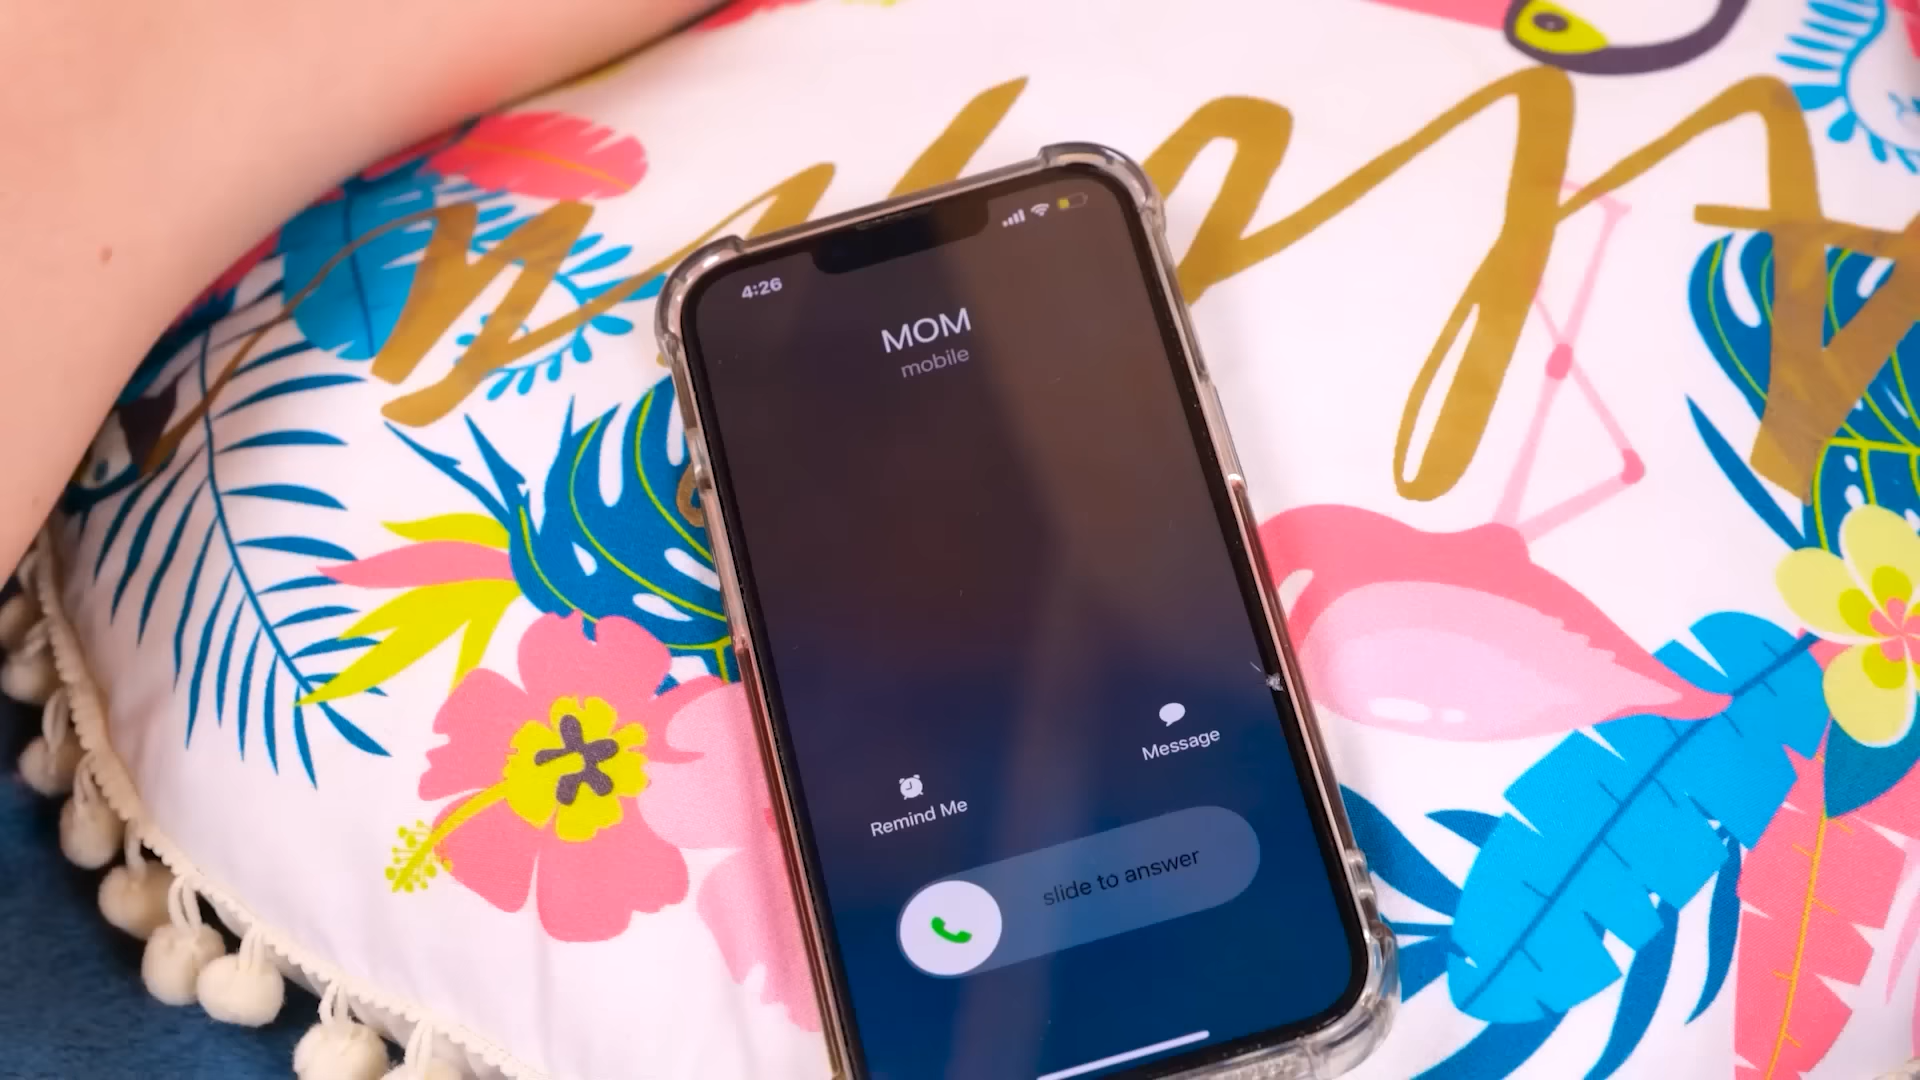 4:26
MOM
mobile
Message
Remind Me
slide to answer